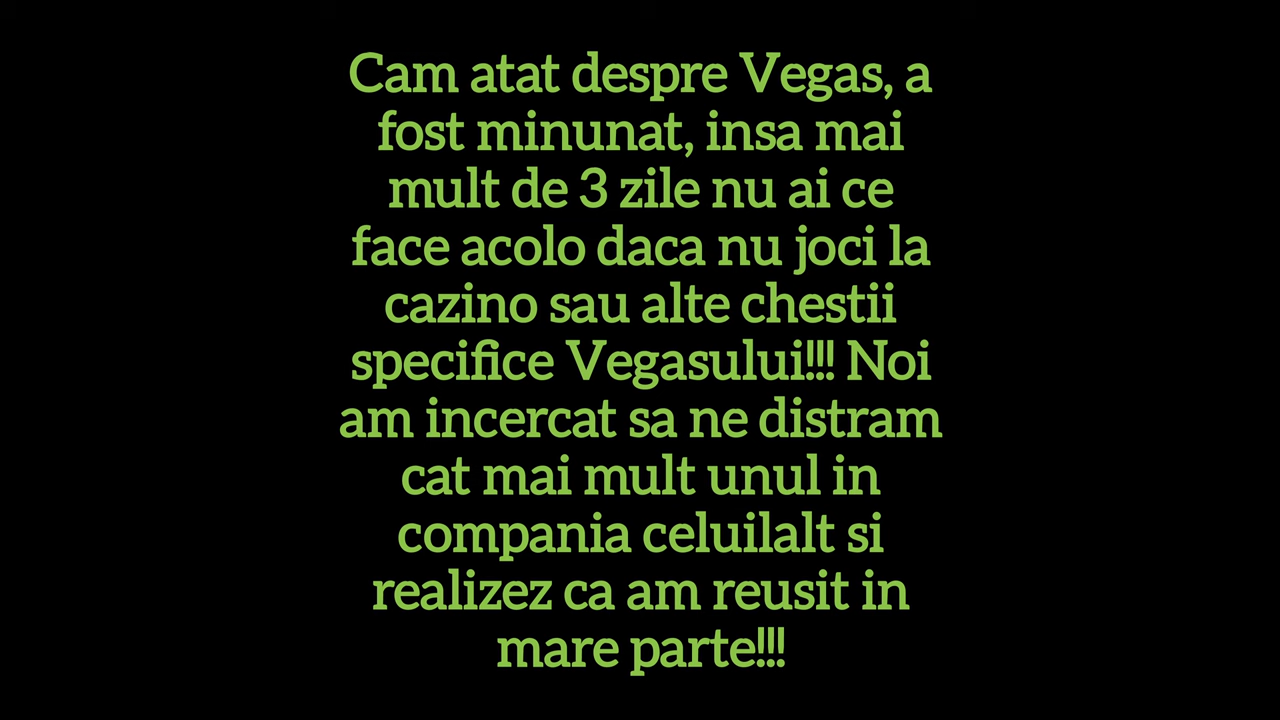 Cam atat despre Vegas, a
fost minunat, insa mai
mult de 3 zile nu ai ce
face acolo daca nu joci la
cazino sau alte chestii
specifice Vegasului!!! Noi
am incercat sa ne distram
cat mai mult unul in
compania celuilalt si
realizez ca am reusit in
mare parte!!!